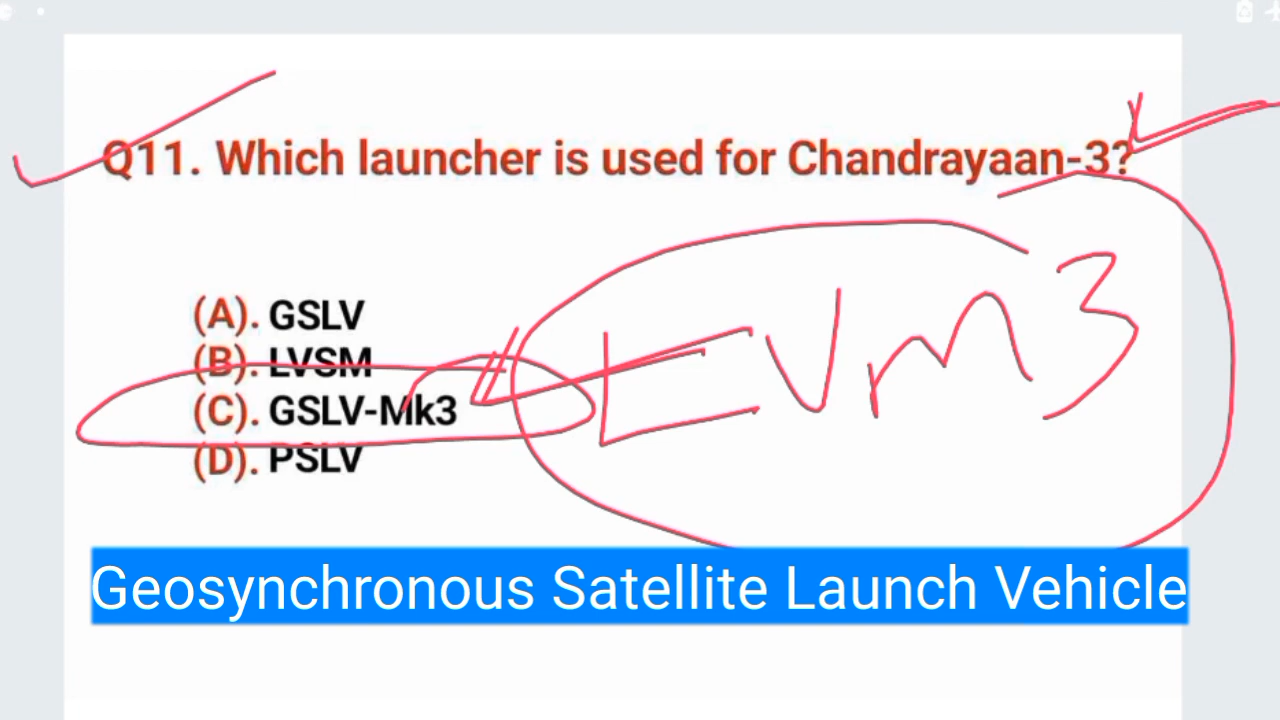 Q11. Which launcher is used for Chandrayaan-3?
(A). GSLV
(B). LVSM
(C). GSLV-Mk3
(D). PSLV
LVM3
Geosynchronous Satellite Launch Vehicle